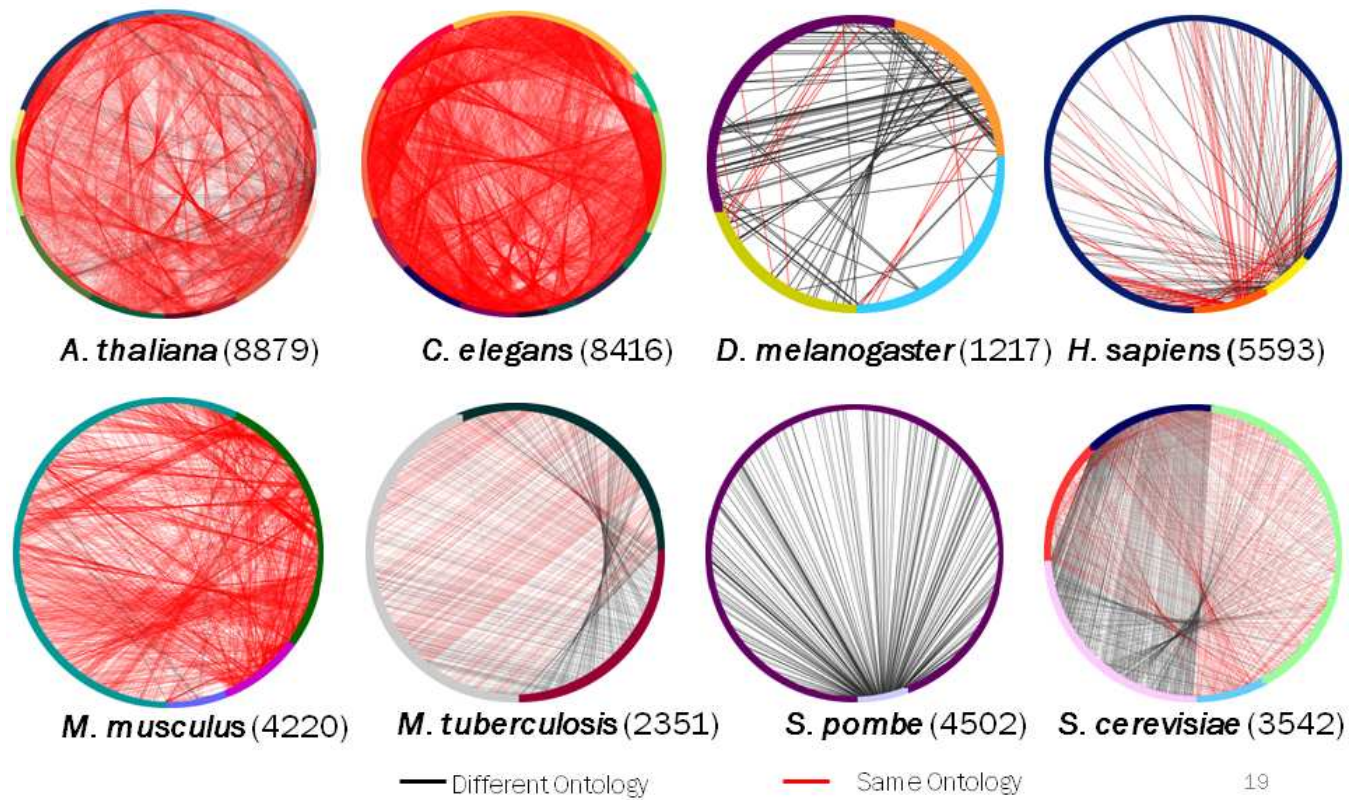 A. thaliana (8879) C. elegans (8416) D. melanogaster (1217) H. sapiens (5593)
M. musculus (4220) M. tuberculosis (2351) S. pombe (4502) S. cerevisiae (3542)
Different Ontology Same Ontology 19